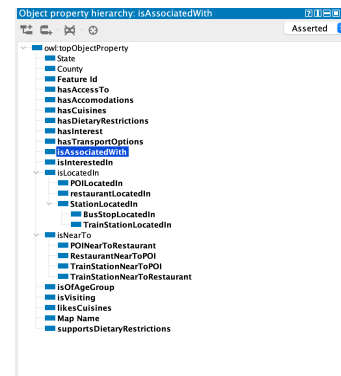 Object property hierarchy: isAssociatedWith
Asserted
owl:topObjectProperty
State
County
Feature Id
hasAccessTo
hasAccomodations
hasCuisines
hasDietaryRestrictions
hasInterest
hasTransportOptions
isAssociatedWith
isInterestedIn
isLocatedIn
POILocatedIn
restaurantLocatedIn
StationLocatedIn
BusStopLocatedIn
TrainStationLocatedIn
isNearTo
POINearToRestaurant
RestaurantNearToPOI
TrainStationNearToPOI
TrainStationNearToRestaurant
isOfAgeGroup
isVisiting
likesCuisines
Map Name
supportsDietaryRestrictions